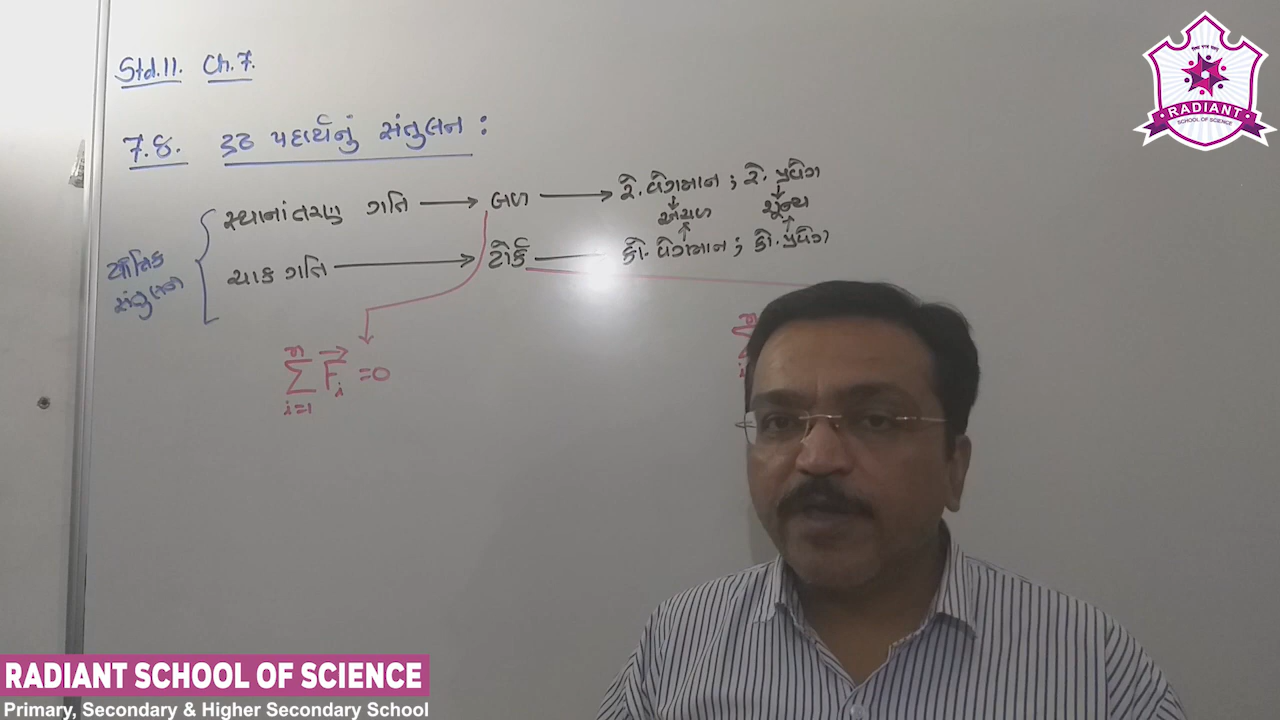 Std.11. Ch.7.
7.8. દૃઢ પદાર્થનું સંતુલન :
સ્થાનાંતરણ ગતિ → બળ → રે. વેગમાન ; રે. પ્રવેગ
અચળ શૂન્ય
ચાક ગતિ → ટોર્ક — કો. વેગમાન ; કો. પ્રવેગ
યાંત્રિક
સંતુલન
n
∑ F⃗i = 0
i=1
n
i
RADIANT
SCHOOL OF SCIENCE
RADIANT SCHOOL OF SCIENCE
Primary, Secondary & Higher Secondary School